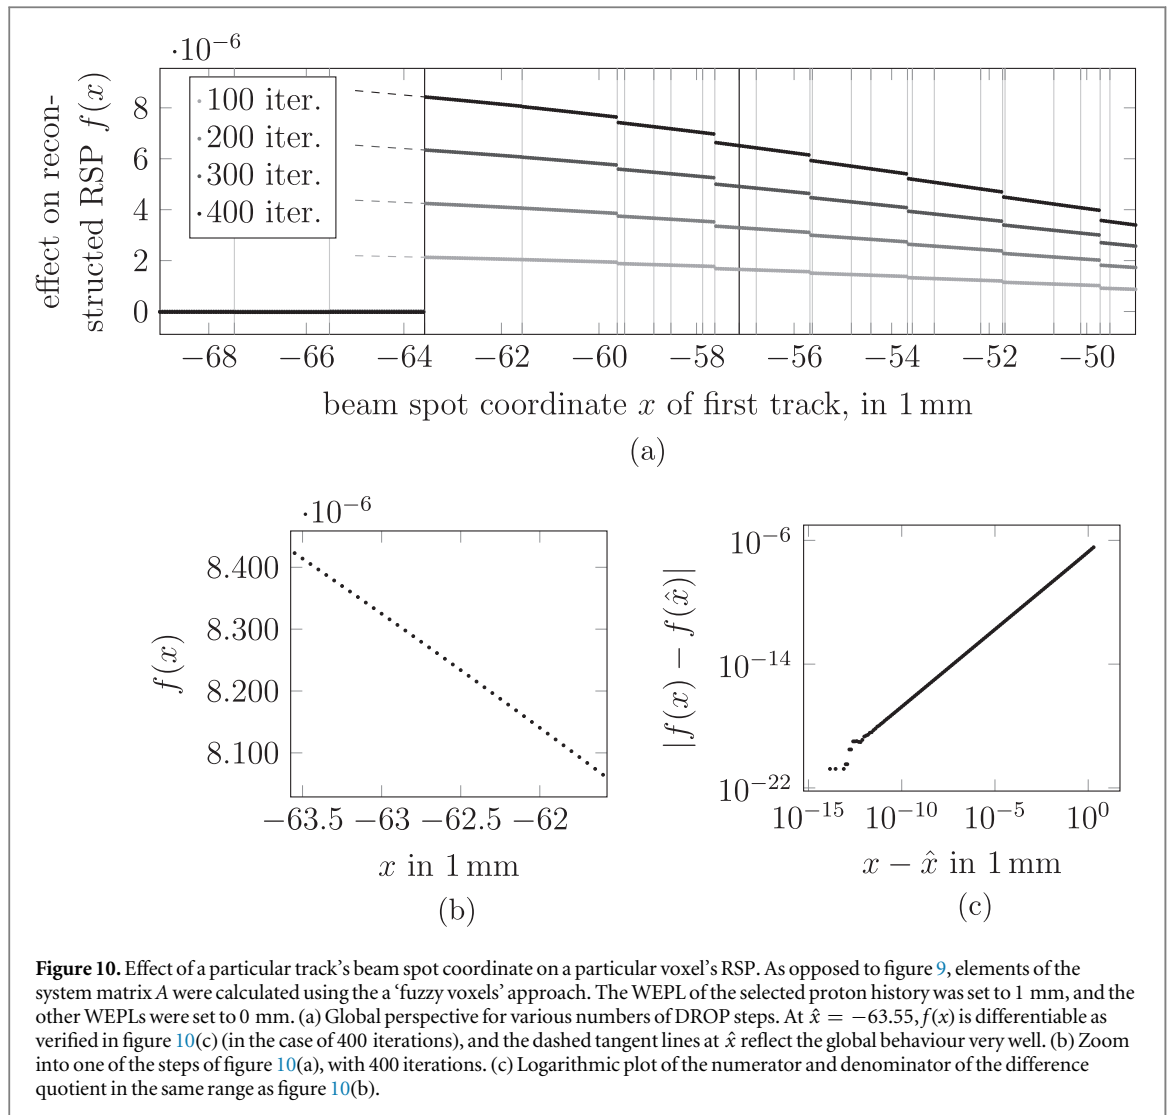 ·10⁻⁶
effect on recon-
structed RSP f(x)
8
6
4
2
0
100 iter.
200 iter.
300 iter.
400 iter.
−68 −66 −64 −62 −60 −58 −56 −54 −52 −50
beam spot coordinate x of first track, in 1 mm
(a)
·10⁻⁶
f(x)
8.400
8.300
8.200
8.100
−63.5 −63 −62.5 −62
x in 1 mm
(b)
|f(x) − f(x̂)|
10⁻⁶
10⁻¹⁴
10⁻²²
10⁻¹⁵ 10⁻¹⁰ 10⁻⁵ 10⁰
x − x̂ in 1 mm
(c)
Figure 10. Effect of a particular track's beam spot coordinate on a particular voxel's RSP. As opposed to figure 9, elements of the
system matrix A were calculated using the a 'fuzzy voxels' approach. The WEPL of the selected proton history was set to 1 mm, and the
other WEPLs were set to 0 mm. (a) Global perspective for various numbers of DROP steps. At x̂ = −63.55, f(x) is differentiable as
verified in figure 10(c) (in the case of 400 iterations), and the dashed tangent lines at x̂ reflect the global behaviour very well. (b) Zoom
into one of the steps of figure 10(a), with 400 iterations. (c) Logarithmic plot of the numerator and denominator of the difference
quotient in the same range as figure 10(b).